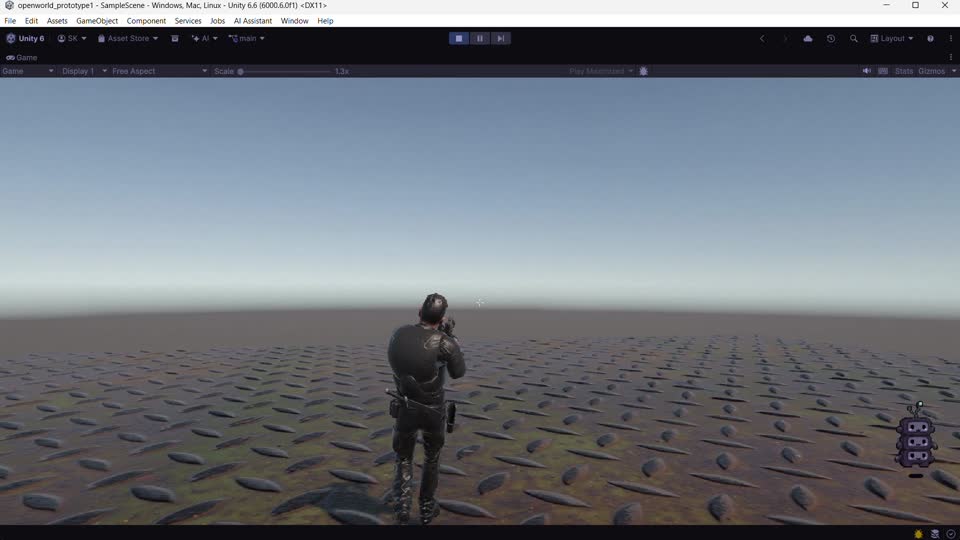 openworld_prototype1 - SampleScene - Windows, Mac, Linux - Unity 6.6 (6000.6.0f1) <DX11>
File Edit Assets GameObject Component Services Jobs AI Assistant Window Help
Unity 6 SK Asset Store AI main Layout
Game
Game Display 1 Free Aspect Scale 1.3x Play Maximized Stats Gizmos